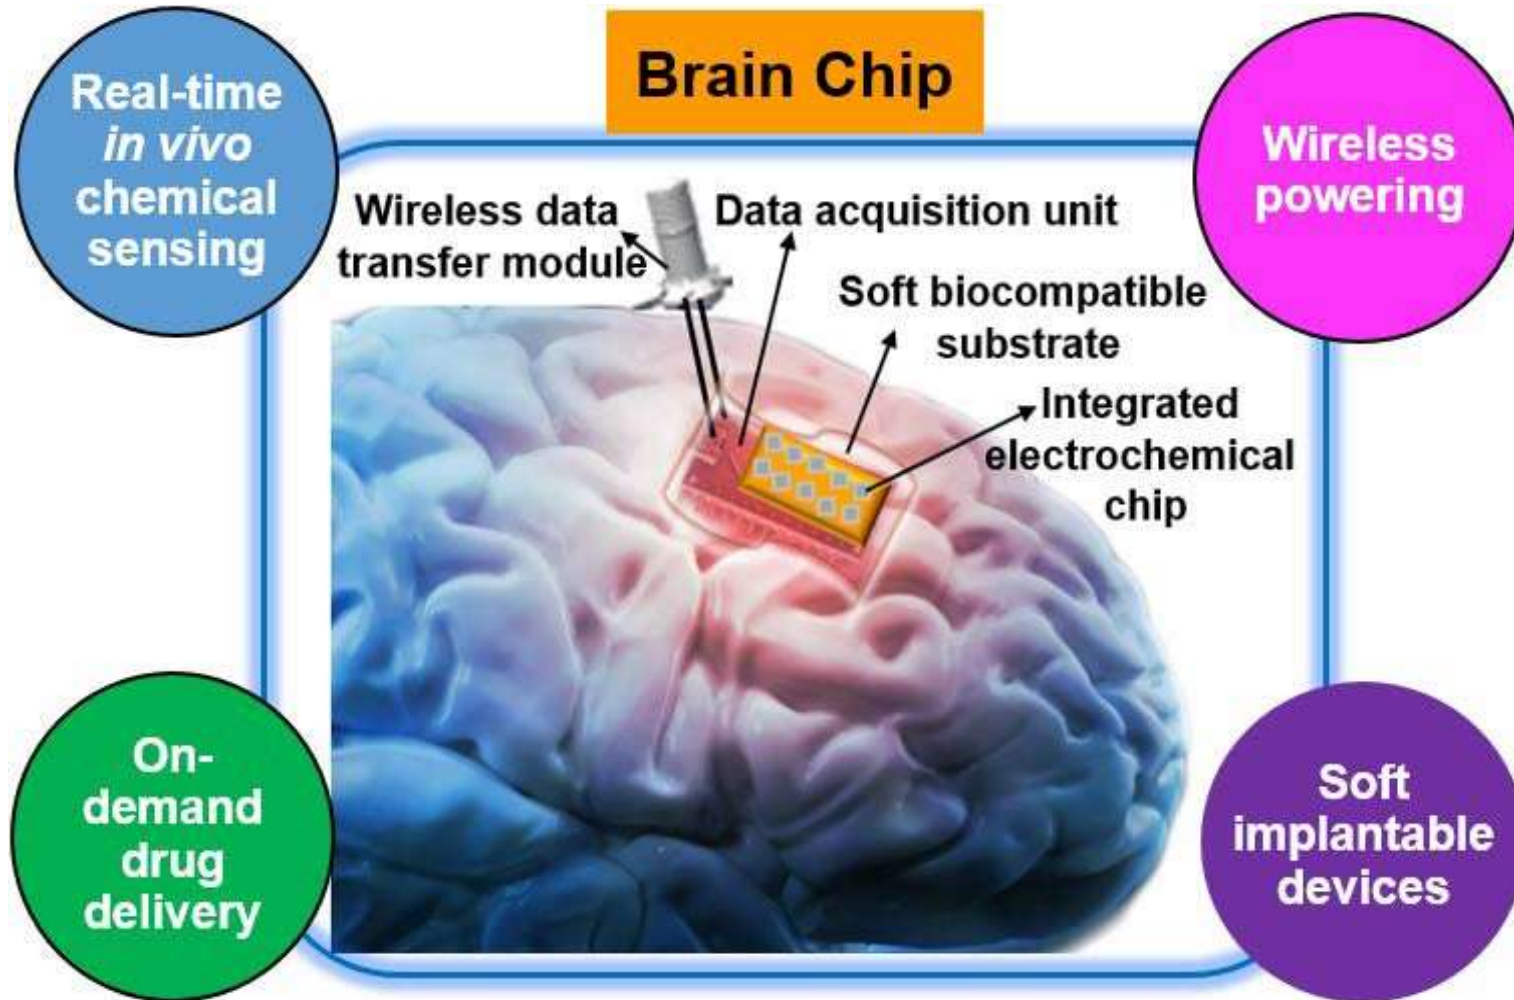 Brain Chip
Real-time
in vivo
chemical
sensing
Wireless
powering
Wireless data
transfer module
Data acquisition unit
Soft biocompatible
substrate
Integrated
electrochemical
chip
On-
demand
drug
delivery
Soft
implantable
devices